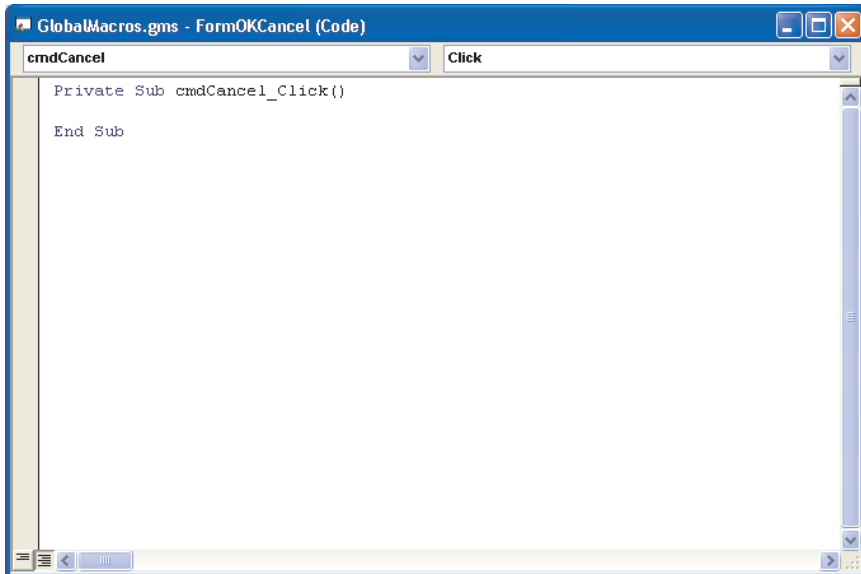 GlobalMacros.gms - FormOKCancel (Code)
cmdCancel Click
Private Sub cmdCancel_Click()
End Sub